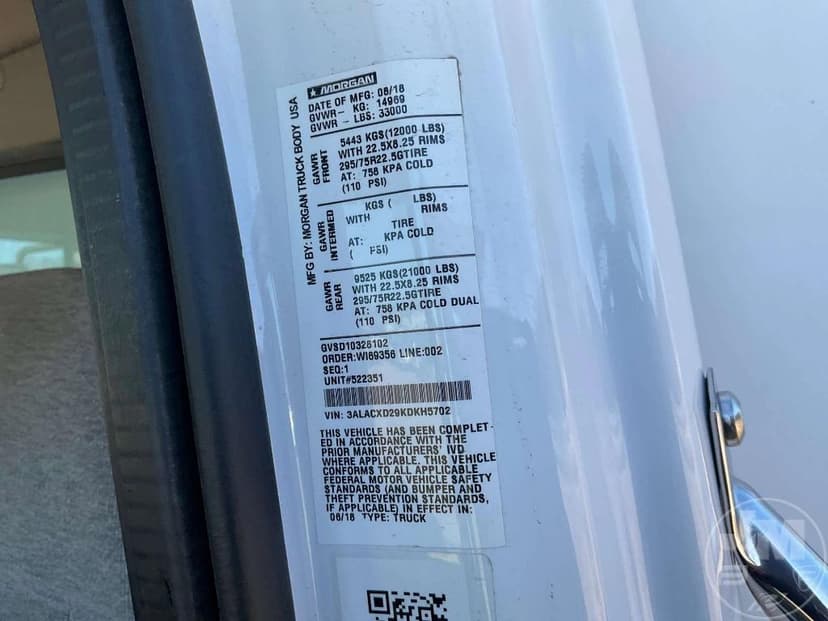 MORGAN
MFG BY: MORGAN TRUCK BODY USA
DATE OF MFG: 08/18
GVWR- KG: 14969
GVWR- LBS: 33000
GAWR FRONT
5443 KGS(12000 LBS)
WITH 22.5X8.25 RIMS
295/75R22.5GTIRE
AT: 758 KPA COLD
(110 PSI)
GAWR INTERMED
KGS ( LBS)
WITH RIMS
TIRE
AT: KPA COLD
( PSI)
GAWR REAR
9525 KGS(21000 LBS)
WITH 22.5X8.25 RIMS
295/75R22.5GTIRE
AT: 758 KPA COLD DUAL
(110 PSI)
GVSD10328102
ORDER:WI69356 LINE:002
SEQ:1
UNIT#522351
VIN: 3ALACXD29KDKH5702
THIS VEHICLE HAS BEEN COMPLET-
ED IN ACCORDANCE WITH THE
PRIOR MANUFACTURERS' IVD
WHERE APPLICABLE. THIS VEHICLE
CONFORMS TO ALL APPLICABLE
FEDERAL MOTOR VEHICLE SAFETY
STANDARDS (AND BUMPER AND
THEFT PREVENTION STANDARDS,
IF APPLICABLE) IN EFFECT IN:
06/18 TYPE: TRUCK